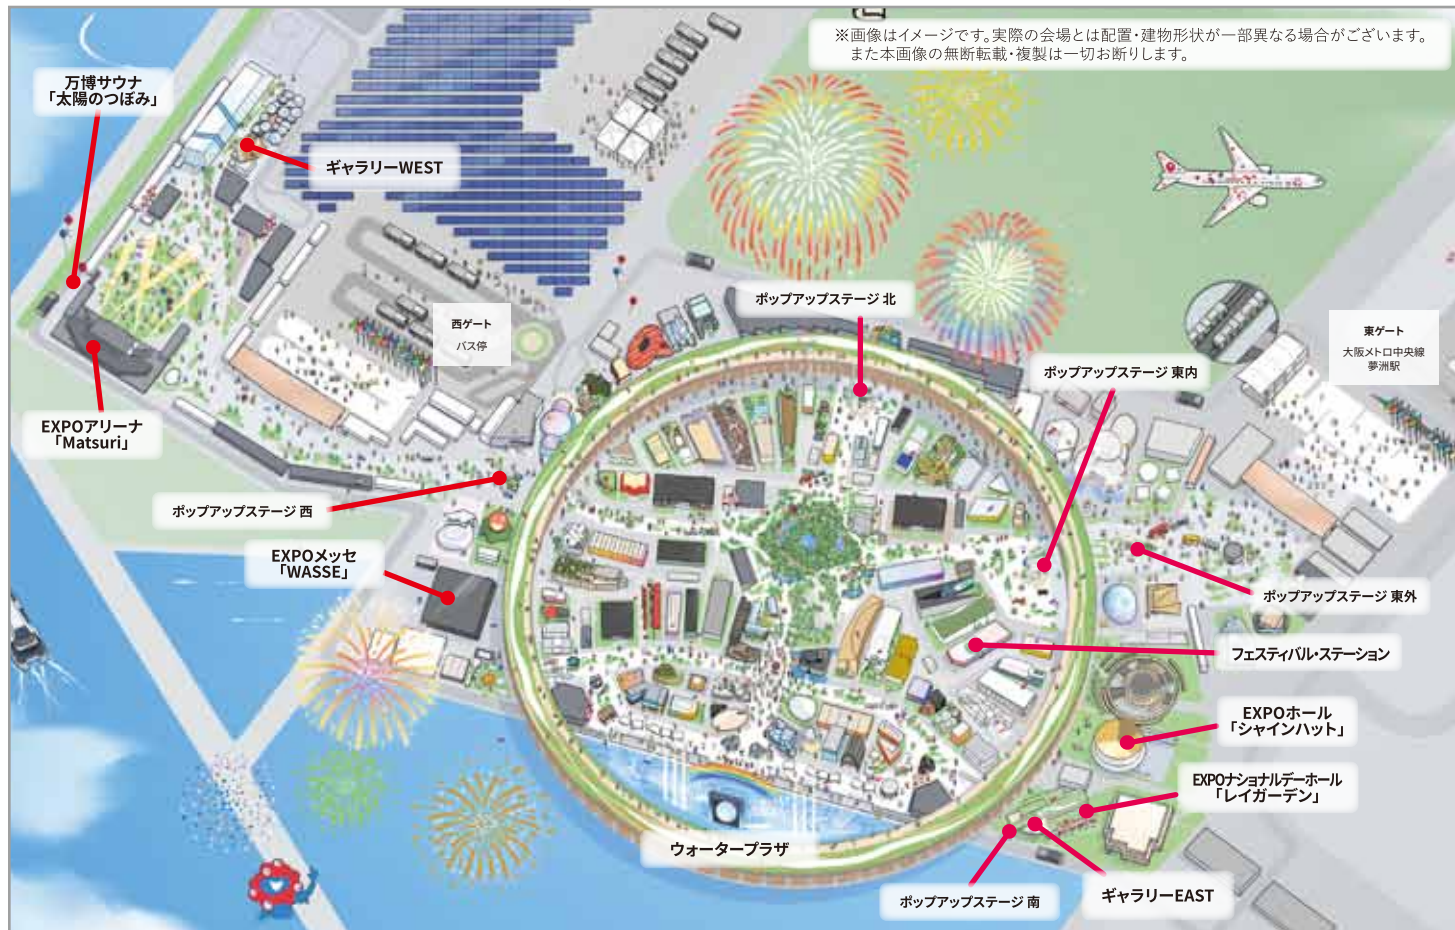 ※画像はイメージです。実際の会場とは配置・建物形状が一部異なる場合がございます。
また本画像の無断転載・複製は一切お断りします。
万博サウナ
「太陽のつぼみ」
ギャラリーWEST
ポップアップステージ 北
西ゲート
バス停
東ゲート
大阪メトロ中央線
夢洲駅
ポップアップステージ 東内
EXPOアリーナ
「Matsuri」
ポップアップステージ 西
EXPOメッセ
「WASSE」
ポップアップステージ 東外
フェスティバル・ステーション
EXPOホール
「シャインハット」
EXPOナショナルデーホール
「レイガーデン」
ウォータープラザ
ポップアップステージ 南
ギャラリーEAST